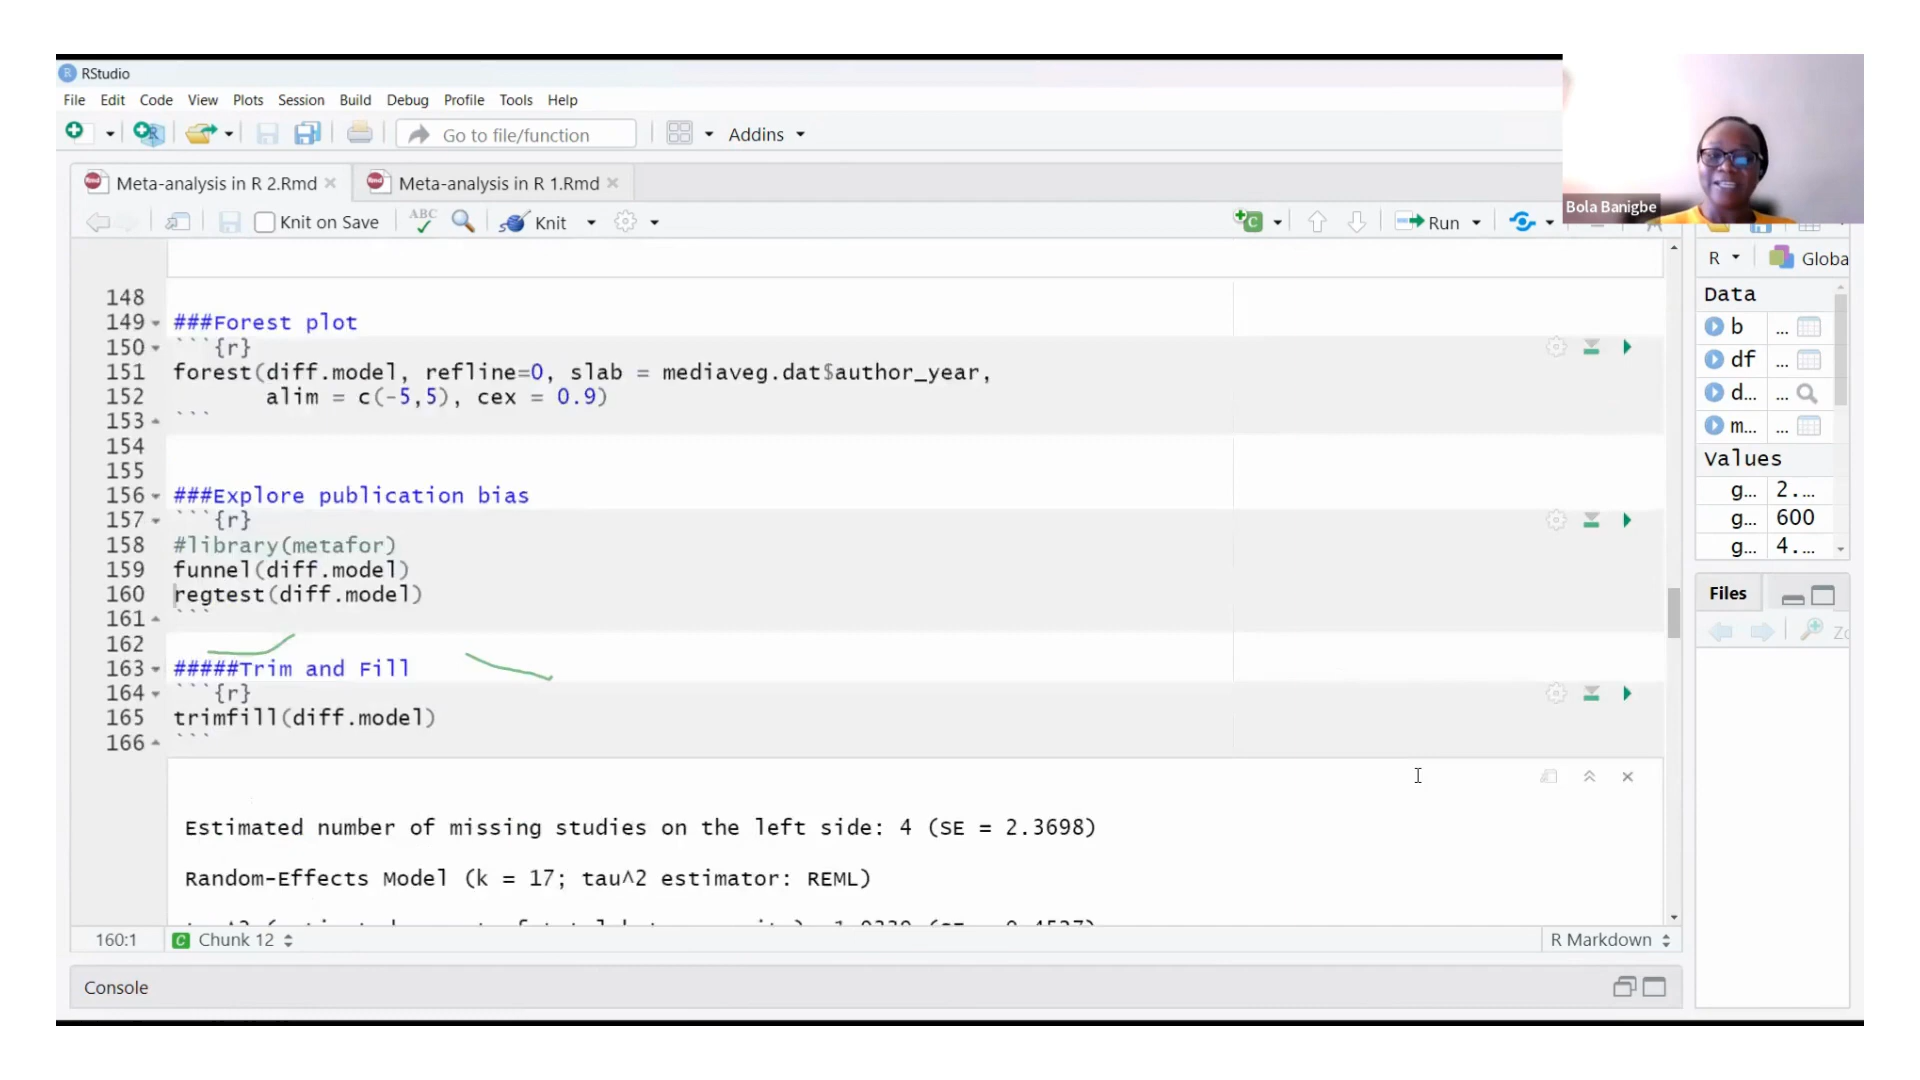 RStudio
File Edit Code View Plots Session Build Debug Profile Tools Help
Go to file/function Addins
Meta-analysis in R 2.Rmd Meta-analysis in R 1.Rmd
Knit on Save ABC Knit Run
Bola Banigbe
148
149 ###Forest plot
150 ```{r}
151 forest(diff.model, refline=0, slab = mediaveg.dat$author_year,
152 alim = c(-5,5), cex = 0.9)
153 ```
154
155
156 ###Explore publication bias
157 ```{r}
158 #library(metafor)
159 funnel(diff.model)
160 regtest(diff.model)
161 ```
162
163 #####Trim and Fill
164 ```{r}
165 trimfill(diff.model)
166 ```
Estimated number of missing studies on the left side: 4 (SE = 2.3698)
Random-Effects Model (k = 17; tau^2 estimator: REML)
160:1 Chunk 12 R Markdown
Console
R Globa
Data
b ...
df ...
d... ...
m... ...
Values
g... 2....
g... 600
g... 4....
Files